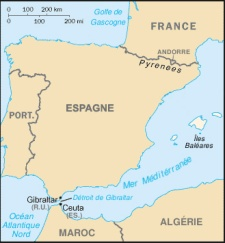 0 100 200 km
0 100 200 mi
Golfe de
Gascogne
FRANCE
ANDORRE
Pyrénées
ESPAGNE
PORT.
Îles
Baléares
Mer Méditerranée
Gibraltar
(R.U.)
Détroit de Gibraltar
Ceuta
(ES.)
Océan
Atlantique
Nord
MAROC
ALGÉRIE